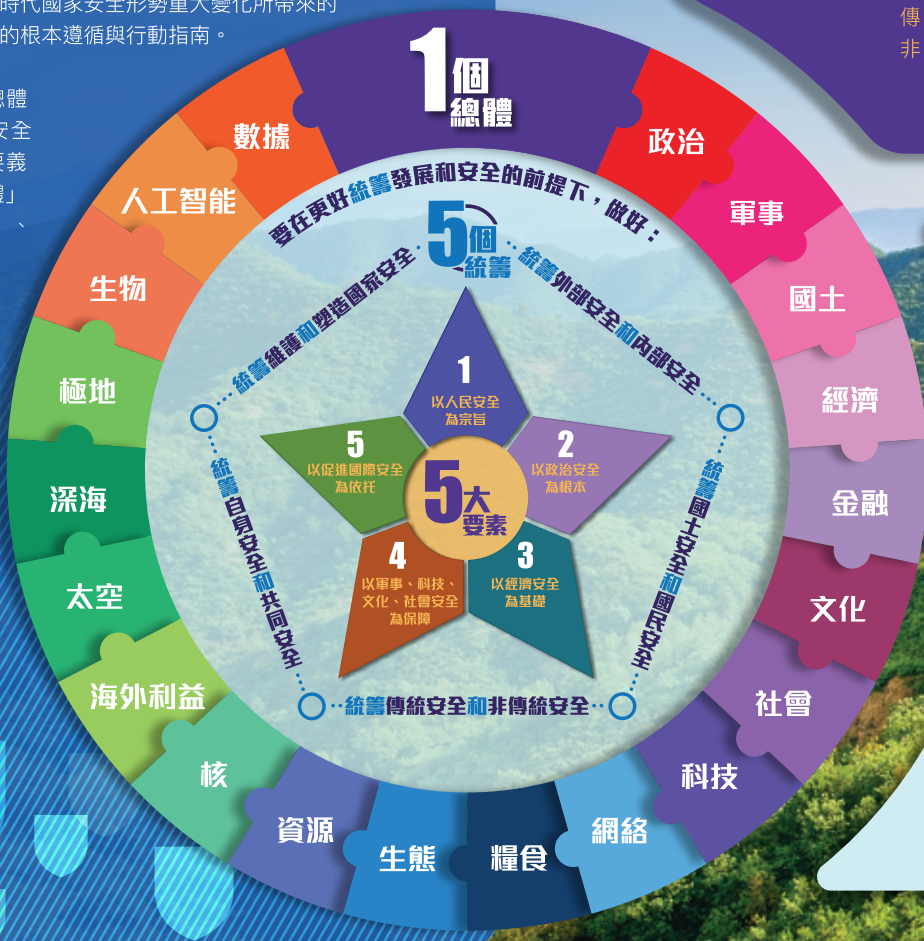 時代國家安全形勢重大變化所帶來的
的根本遵循與行動指南。
總體
安全
要義
體」
、
傳
非
1個
總體
政治
軍事
國土
經濟
金融
文化
社會
科技
網絡
糧食
生態
資源
核
海外利益
太空
深海
極地
生物
人工智能
數據
要在更好統籌發展和安全的前提下，做好：
5個
統籌
統籌外部安全和內部安全
統籌國土安全和國民安全
統籌傳統安全和非傳統安全
統籌自身安全和共同安全
統籌維護和塑造國家安全
5大
要素
1
以人民安全
為宗旨
2
以政治安全
為根本
3
以經濟安全
為基礎
4
以軍事、科技、
文化、社會安全
為保障
5
以促進國際安全
為依托